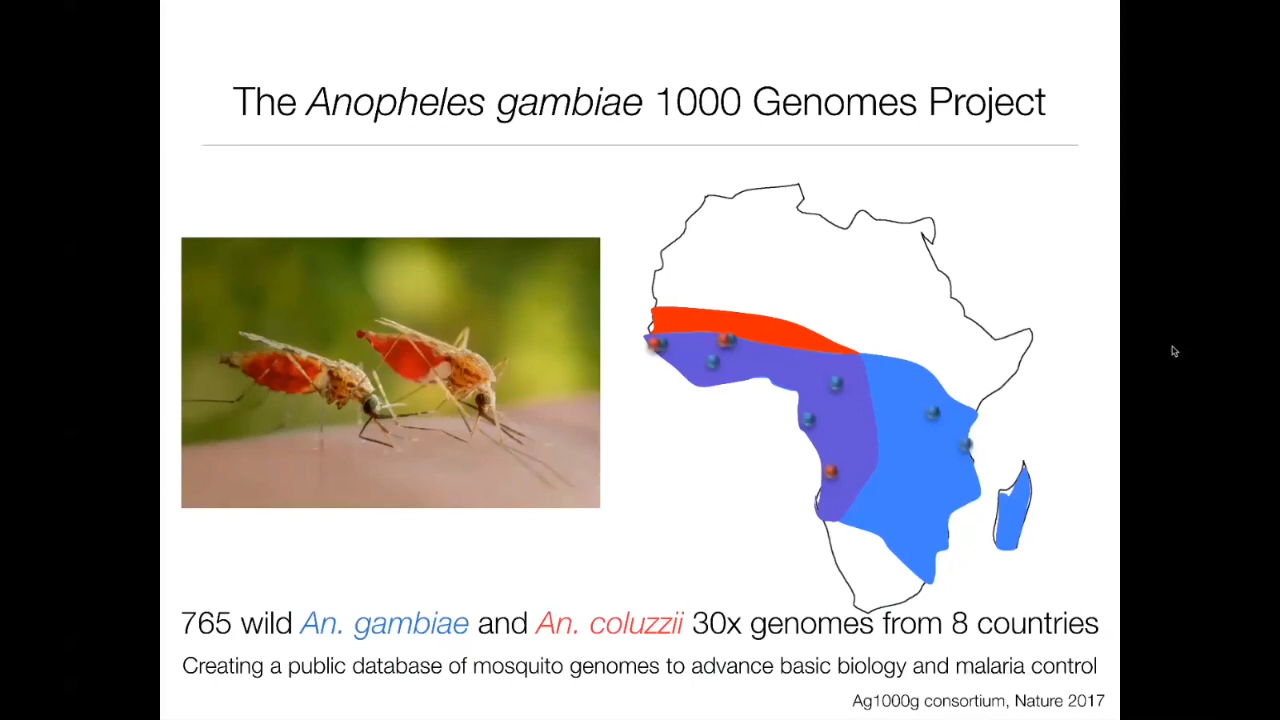 The Anopheles gambiae 1000 Genomes Project
765 wild An. gambiae and An. coluzzii 30x genomes from 8 countries
Creating a public database of mosquito genomes to advance basic biology and malaria control
Ag1000g consortium, Nature 2017